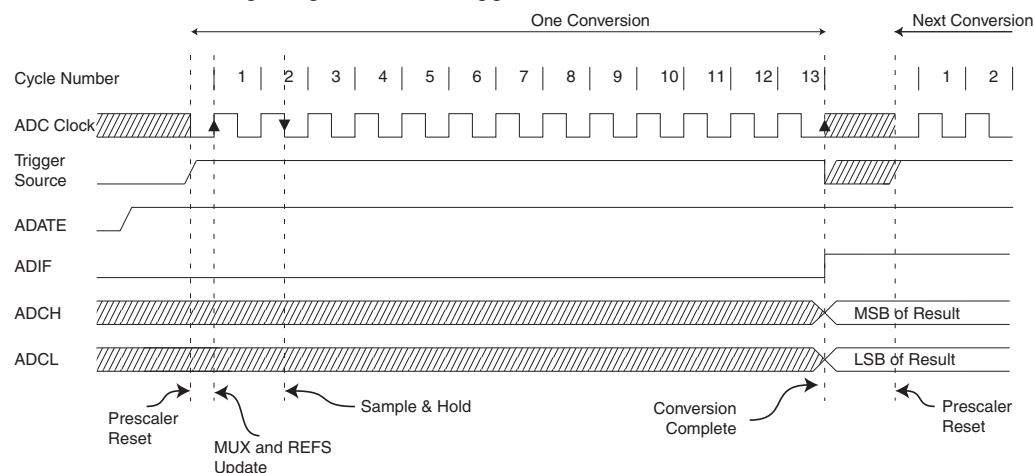 One Conversion
Next Conversion
Cycle Number 1 2 3 4 5 6 7 8 9 10 11 12 13 1 2
ADC Clock
Trigger
Source
ADATE
ADIF
ADCH
MSB of Result
ADCL
LSB of Result
Prescaler
Reset
MUX and REFS
Update
Sample & Hold
Conversion
Complete
Prescaler
Reset